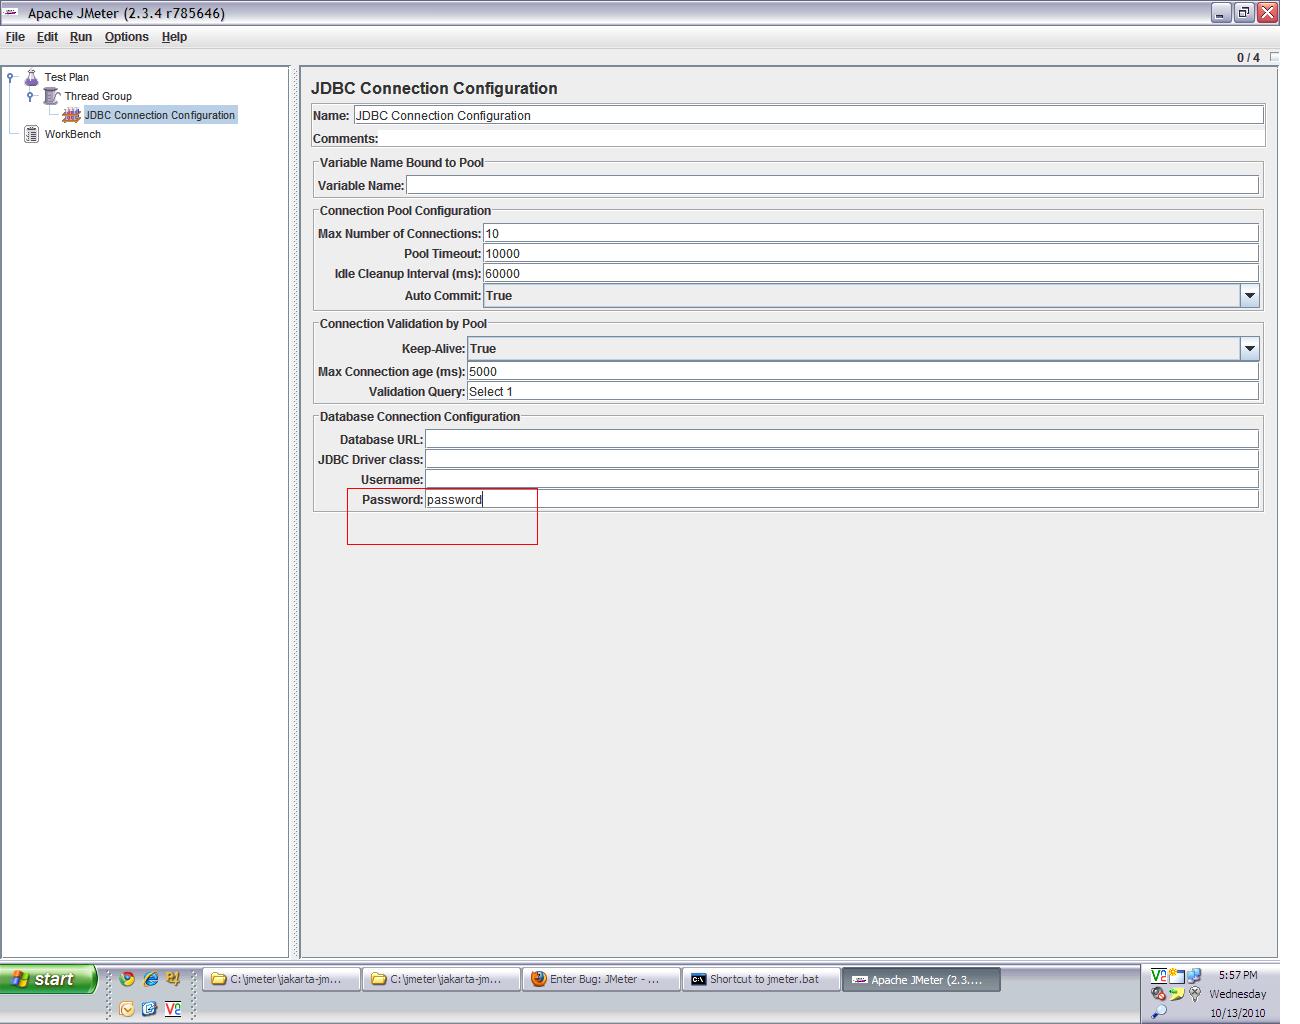 Apache JMeter (2.3.4 r785646)
File Edit Run Options Help
0 / 4
Test Plan
Thread Group
JDBC Connection Configuration
WorkBench
JDBC Connection Configuration
Name: JDBC Connection Configuration
Comments:
Variable Name Bound to Pool
Variable Name:
Connection Pool Configuration
Max Number of Connections: 10
Pool Timeout: 10000
Idle Cleanup Interval (ms): 60000
Auto Commit: True
Connection Validation by Pool
Keep-Alive: True
Max Connection age (ms): 5000
Validation Query: Select 1
Database Connection Configuration
Database URL:
JDBC Driver class:
Username:
Password: password
start
C:\jmeter\jakarta-jm... C:\jmeter\jakarta-jm... Enter Bug: JMeter - ... Shortcut to jmeter.bat Apache JMeter (2.3....
5:57 PM
Wednesday
10/13/2010